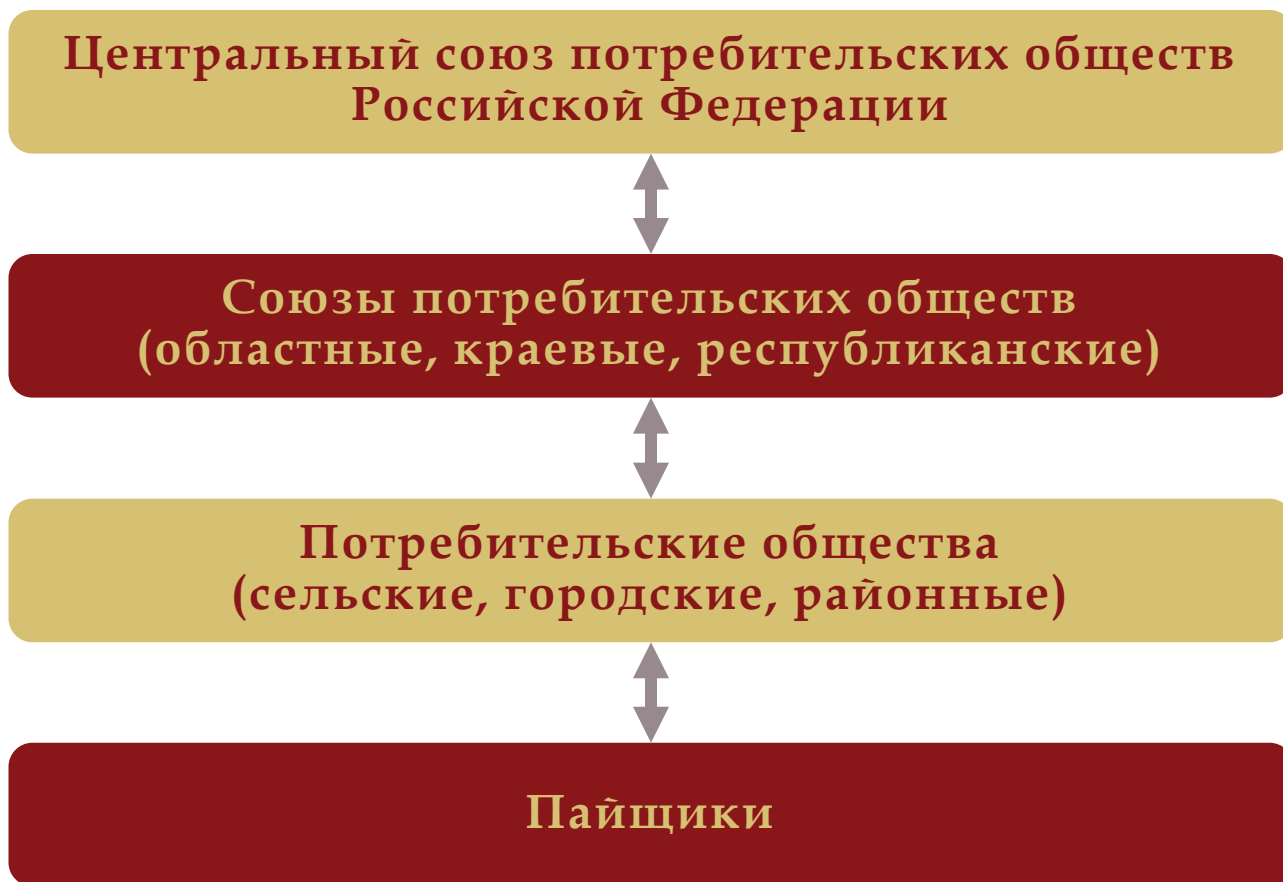 Центральный союз потребительских обществ
Российской Федерации
Союзы потребительских обществ
(областные, краевые, республиканские)
Потребительские общества
(сельские, городские, районные)
Пайщики